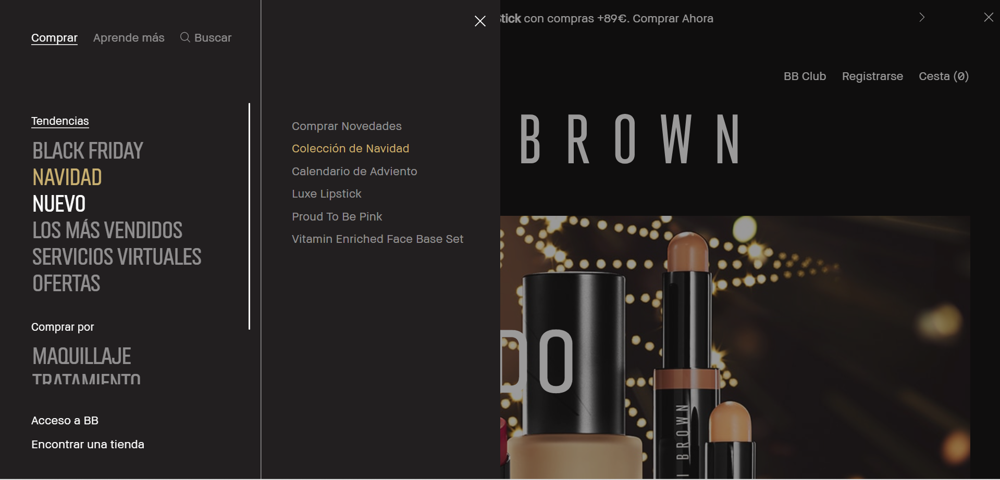 Comprar
Aprende más
Buscar
Tendencias
BLACK FRIDAY
NAVIDAD
NUEVO
LOS MÁS VENDIDOS
SERVICIOS VIRTUALES
OFERTAS
Comprar por
MAQUILLAJE
TRATAMIENTO
Acceso a BB
Encontrar una tienda
Comprar Novedades
Colección de Navidad
Calendario de Adviento
Luxe Lipstick
Proud To Be Pink
Vitamin Enriched Face Base Set
Stick con compras +89€. Comprar Ahora
BB Club
Registrarse
Cesta (0)
BROWN
DO
I BROWN